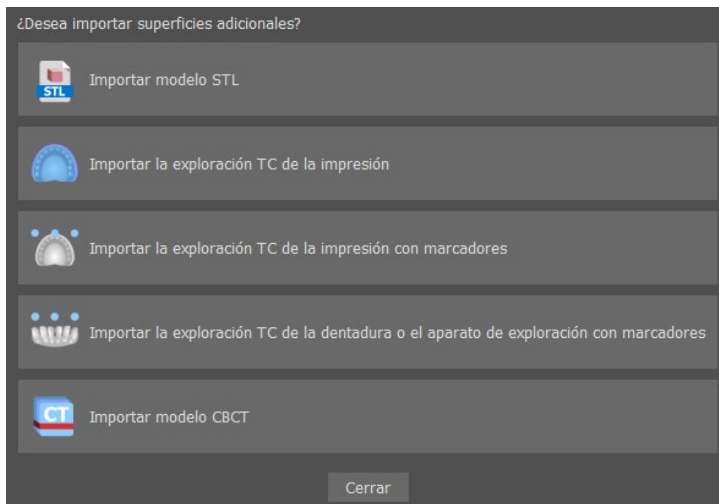 ¿Desea importar superficies adicionales?
STL
Importar modelo STL
Importar la exploración TC de la impresión
Importar la exploración TC de la impresión con marcadores
Importar la exploración TC de la dentadura o el aparato de exploración con marcadores
CT
Importar modelo CBCT
Cerrar